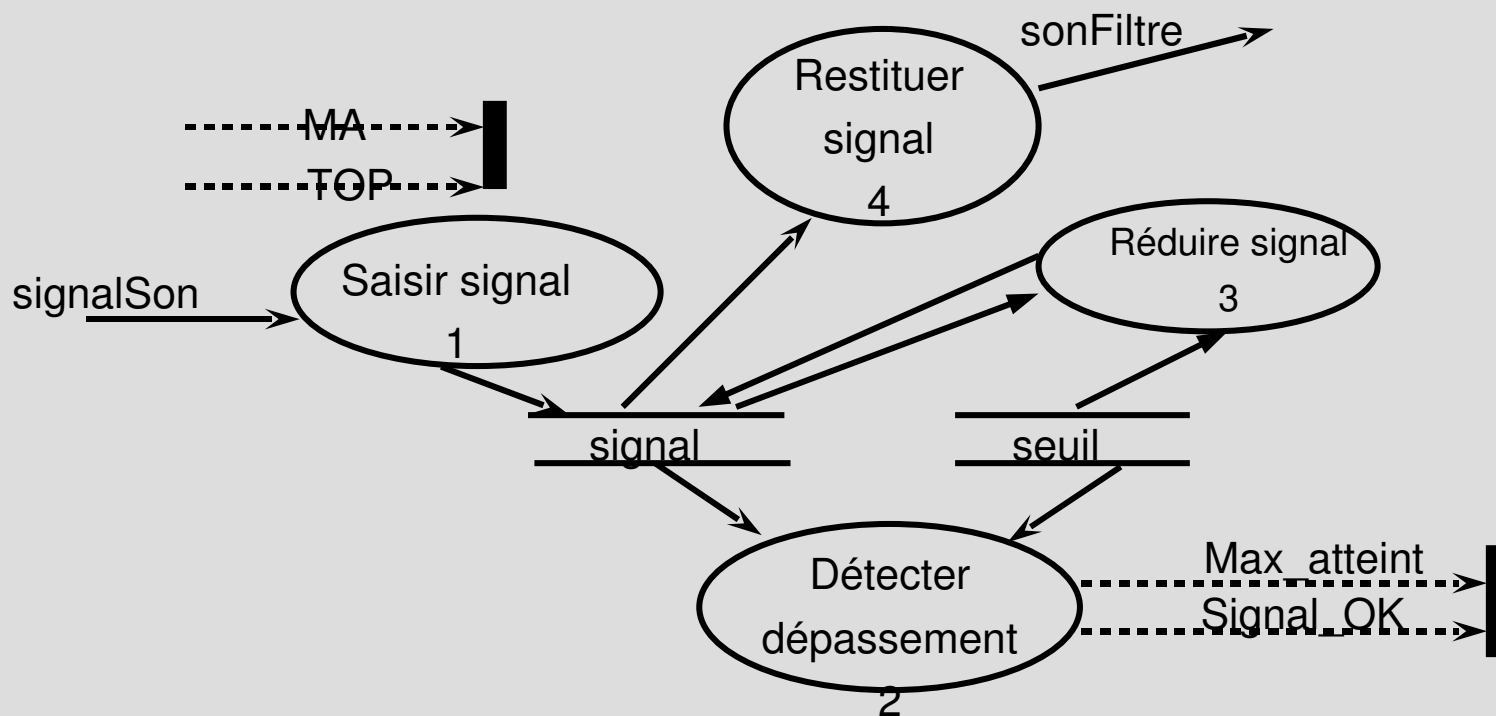 sonFiltre
Restituer
signal
4
MA
TOP
Réduire signal
3
signalSon
Saisir signal
1
signal
seuil
Détecter
dépassement
2
Max_atteint
Signal_OK